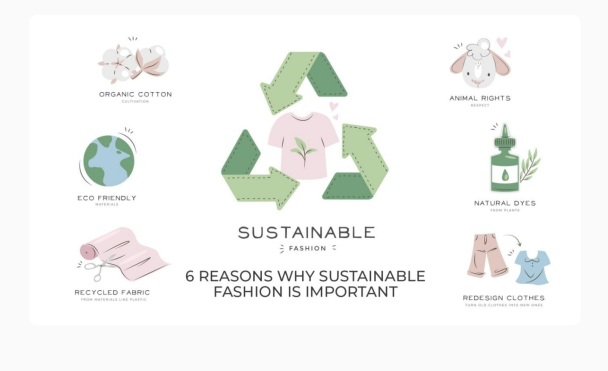 ORGANIC COTTON
CULTIVATION
ECO FRIENDLY
MATERIALS
RECYCLED FABRIC
FROM MATERIALS LIKE PLASTIC
SUSTAINABLE
FASHION
6 REASONS WHY SUSTAINABLE
FASHION IS IMPORTANT
ANIMAL RIGHTS
RESPECT
NATURAL DYES
FROM PLANTS
REDESIGN CLOTHES
TURN OLD CLOTHES INTO NEW ONES